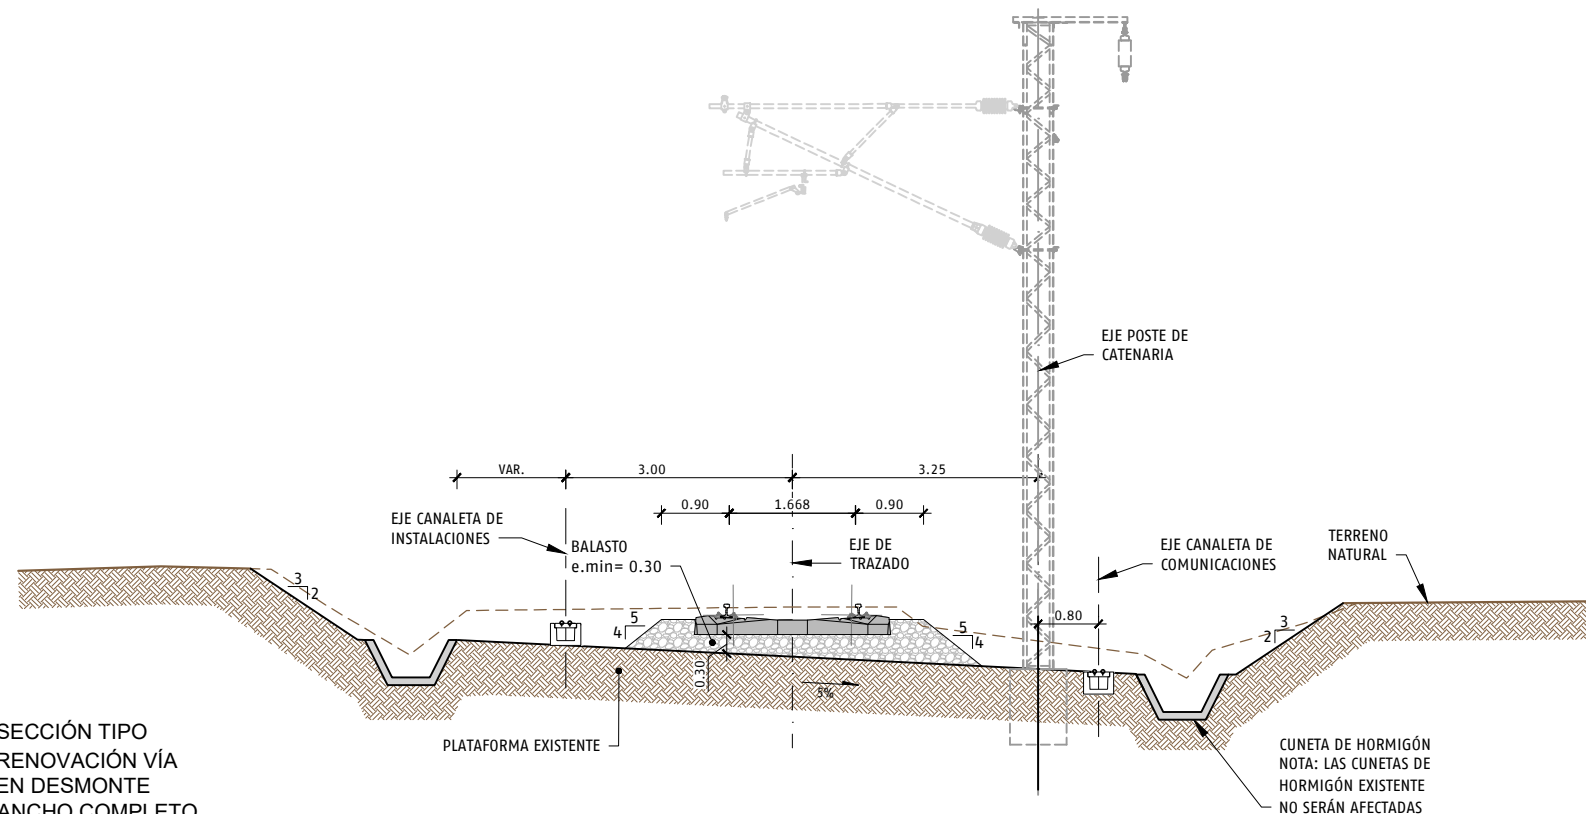 EJE POSTE DE
CATENARIA
VAR.
3.00
3.25
0.90
1.668
0.90
EJE CANALETA DE
INSTALACIONES
BALASTO
e.min= 0.30
EJE DE
TRAZADO
EJE CANALETA DE
COMUNICACIONES
TERRENO
NATURAL
3
2
5
4
5
4
0.80
3
2
0.30
5%
PLATAFORMA EXISTENTE
SECCIÓN TIPO
RENOVACIÓN VÍA
EN DESMONTE
ANCHO COMPLETO
CUNETA DE HORMIGÓN
NOTA: LAS CUNETAS DE
HORMIGÓN EXISTENTE
NO SERÁN AFECTADAS